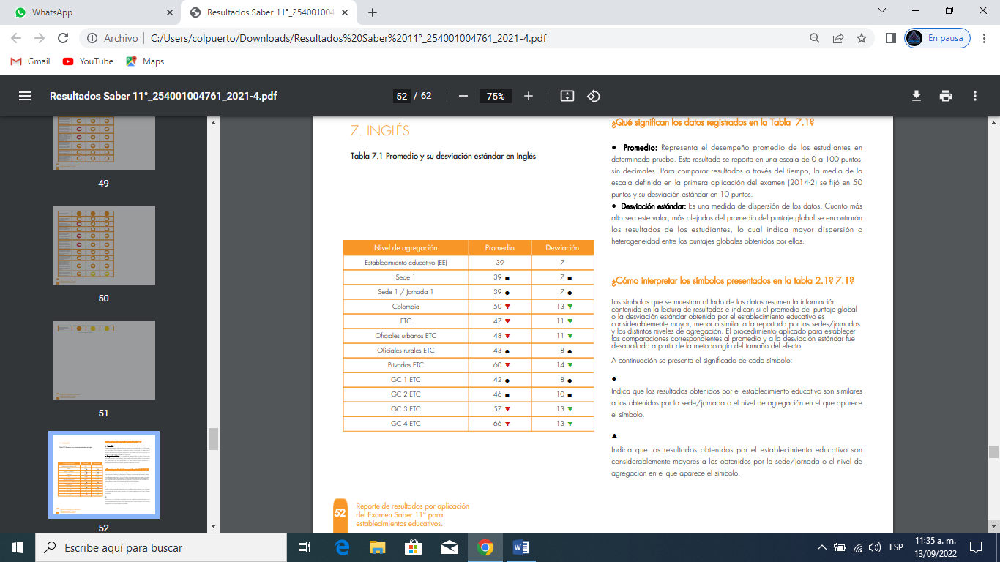 WhatsApp
Resultados Saber 11°_254001004
Archivo
C:/Users/colpuerto/Downloads/Resultados%20Saber%2011°_254001004761_2021-4.pdf
En pausa
Gmail
YouTube
Maps
Resultados Saber 11°_254001004761_2021-4.pdf
52 / 62
75%
49
50
51
52
7. INGLÉS
Tabla 7.1 Promedio y su desviación estándar en Inglés
Nivel de agregación Promedio Desviación
Establecimiento educativo (EE) 39 7
Sede 1 39 ● 7 ●
Sede 1 / Jornada 1 39 ● 7 ●
Colombia 50 ▼ 13 ▼
ETC 47 ▼ 11 ▼
Oficiales urbanos ETC 48 ▼ 11 ▼
Oficiales rurales ETC 43 ● 8 ●
Privados ETC 60 ▼ 14 ▼
GC 1 ETC 42 ● 8 ●
GC 2 ETC 46 ● 10 ●
GC 3 ETC 57 ▼ 13 ▼
GC 4 ETC 66 ▼ 13 ▼
52
Reporte de resultados por aplicación
del Examen Saber 11° para
establecimientos educativos.
¿Qué significan los datos registrados en la Tabla 7.1?
● Promedio: Representa el desempeño promedio de los estudiantes en
determinada prueba. Este resultado se reporta en una escala de 0 a 100 puntos,
sin decimales. Para comparar resultados a través del tiempo, la media de la
escala definida en la primera aplicación del examen (2014-2) se fijó en 50
puntos y su desviación estándar en 10 puntos.
● Desviación estándar: Es una medida de dispersión de los datos. Cuanto más
alto sea este valor, más alejados del promedio del puntaje global se encontrarán
los resultados de los estudiantes, lo cual indica mayor dispersión o
heterogeneidad entre los puntajes globales obtenidos por ellos.
¿Cómo interpretar los símbolos presentados en la tabla 2.1? 7.1?
Los símbolos que se muestran al lado de los datos resumen la información
contenida en la lectura de resultados e indican si el promedio del puntaje global
o la desviación estándar obtenida por el establecimiento educativo es
considerablemente mayor, menor o similar a la reportada por las sedes/jornadas
y los distintos niveles de agregación. El procedimiento aplicado para establecer
las comparaciones correspondientes al promedio y a la desviación estándar fue
desarrollado a partir de la metodología del tamaño del efecto.
A continuación se presenta el significado de cada símbolo:
●
Indica que los resultados obtenidos por el establecimiento educativo son similares
a los obtenidos por la sede/jornada o el nivel de agregación en el que aparece
el símbolo.
▲
Indica que los resultados obtenidos por el establecimiento educativo son
considerablemente mayores a los obtenidos por la sede/jornada o el nivel de
agregación en el que aparece el símbolo.
Escribe aquí para buscar
ESP
11:35 a. m.
13/09/2022